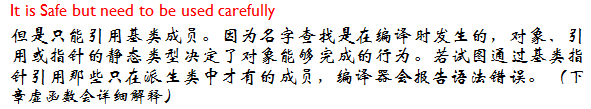 It is Safe but need to be used carefully
但是只能引用基类成员。因为名字查找是在编译时发生的，对象、引
用或指针的静态类型决定了对象能够完成的行为。若试图通过基类指
针引用那些只在派生类中才有的成员，编译器会报告语法错误。（下
章虚函数会详细解释）